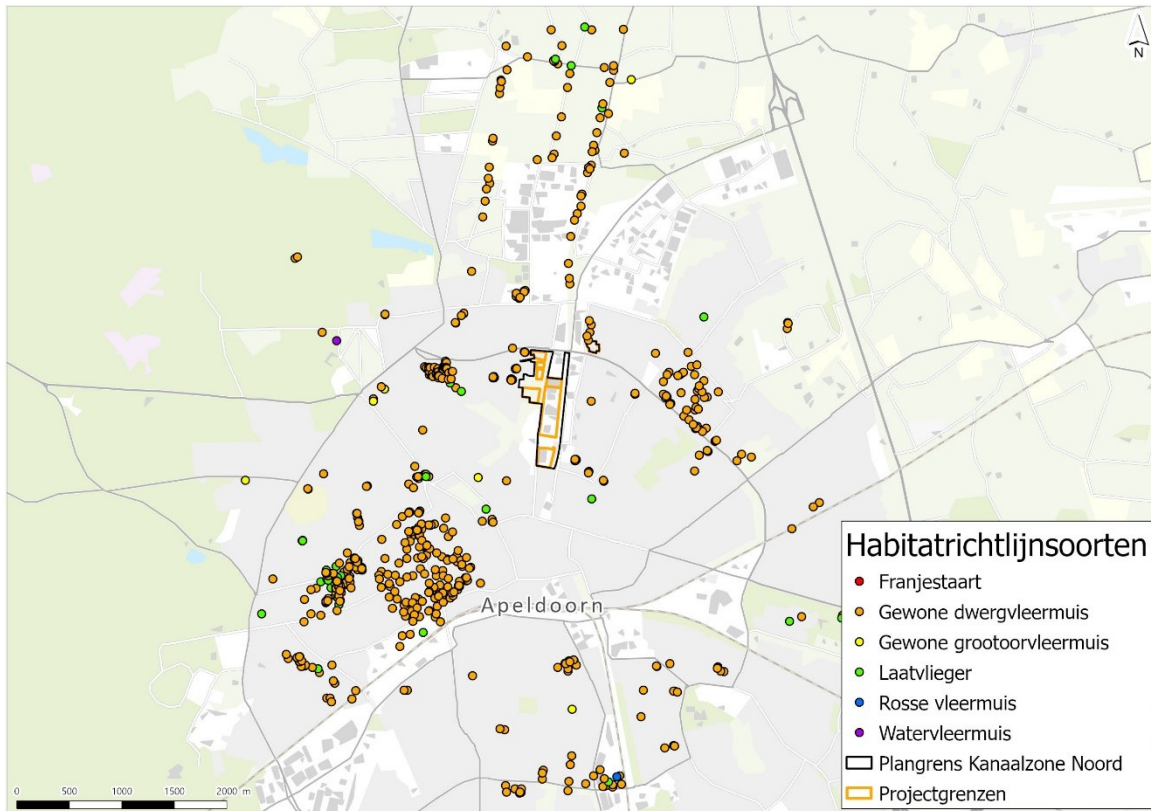 N
Apeldoorn
Habitatrichtlijnsoorten
Franjestaart
Gewone dwergvleermuis
Gewone grootoorvleermuis
Laatvlieger
Rosse vleermuis
Watervleermuis
Plangrens Kanaalzone Noord
Projectgrenzen
0 500 1000 1500 2000 m